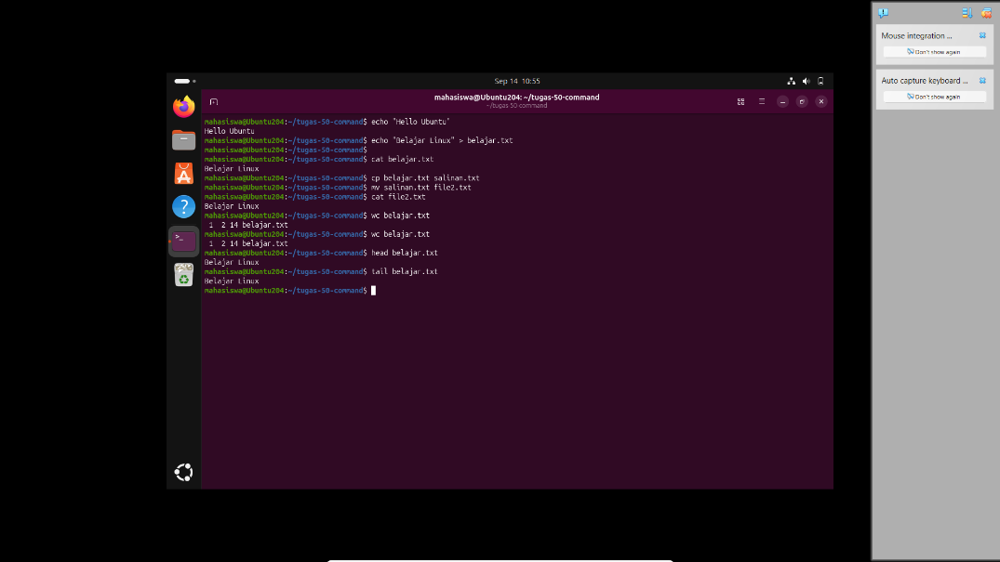 Sep 14 10:55
mahasiswa@Ubuntu204: ~/tugas-50-command
~/tugas-50-command
mahasiswa@Ubuntu204:~/tugas-50-command$ echo "Hello Ubuntu"
Hello Ubuntu
mahasiswa@Ubuntu204:~/tugas-50-command$ echo "Belajar Linux" > belajar.txt
mahasiswa@Ubuntu204:~/tugas-50-command$
mahasiswa@Ubuntu204:~/tugas-50-command$ cat belajar.txt
Belajar Linux
mahasiswa@Ubuntu204:~/tugas-50-command$ cp belajar.txt salinan.txt
mahasiswa@Ubuntu204:~/tugas-50-command$ mv salinan.txt file2.txt
mahasiswa@Ubuntu204:~/tugas-50-command$ cat file2.txt
Belajar Linux
mahasiswa@Ubuntu204:~/tugas-50-command$ wc belajar.txt
1 2 14 belajar.txt
mahasiswa@Ubuntu204:~/tugas-50-command$ wc belajar.txt
1 2 14 belajar.txt
mahasiswa@Ubuntu204:~/tugas-50-command$ head belajar.txt
Belajar Linux
mahasiswa@Ubuntu204:~/tugas-50-command$ tail belajar.txt
Belajar Linux
mahasiswa@Ubuntu204:~/tugas-50-command$
Mouse integration ...
Don't show again
Auto capture keyboard ...
Don't show again